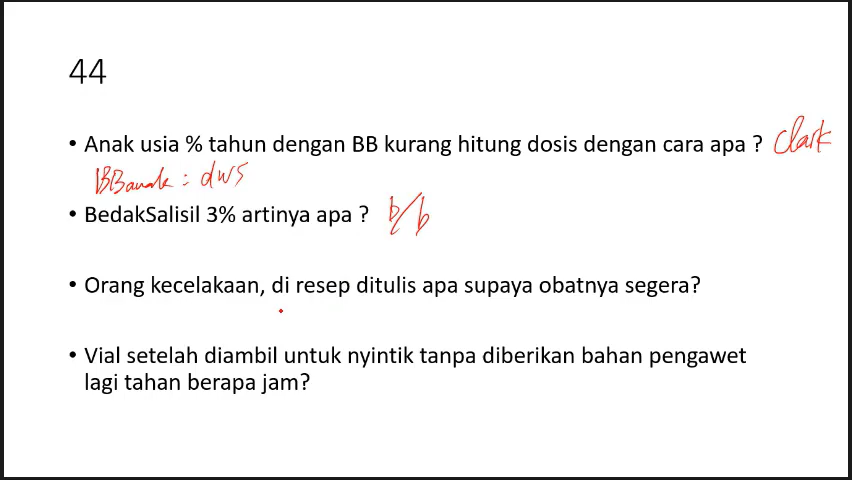 44
• Anak usia % tahun dengan BB kurang hitung dosis dengan cara apa ? Clark
BBanak : dws
• BedakSalisil 3% artinya apa ? b/b
• Orang kecelakaan, di resep ditulis apa supaya obatnya segera?
• Vial setelah diambil untuk nyintik tanpa diberikan bahan pengawet
lagi tahan berapa jam?